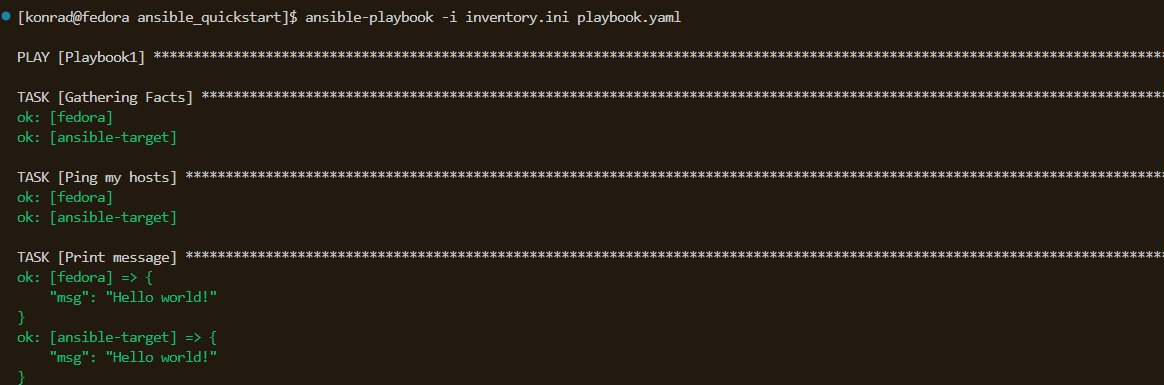 [konrad@fedora ansible_quickstart]$ ansible-playbook -i inventory.ini playbook.yaml
PLAY [Playbook1] ******************************************************************************************************************************
TASK [Gathering Facts] ************************************************************************************************************************
ok: [fedora]
ok: [ansible-target]
TASK [Ping my hosts] **************************************************************************************************************************
ok: [fedora]
ok: [ansible-target]
TASK [Print message] **************************************************************************************************************************
ok: [fedora] => {
    "msg": "Hello world!"
}
ok: [ansible-target] => {
    "msg": "Hello world!"
}